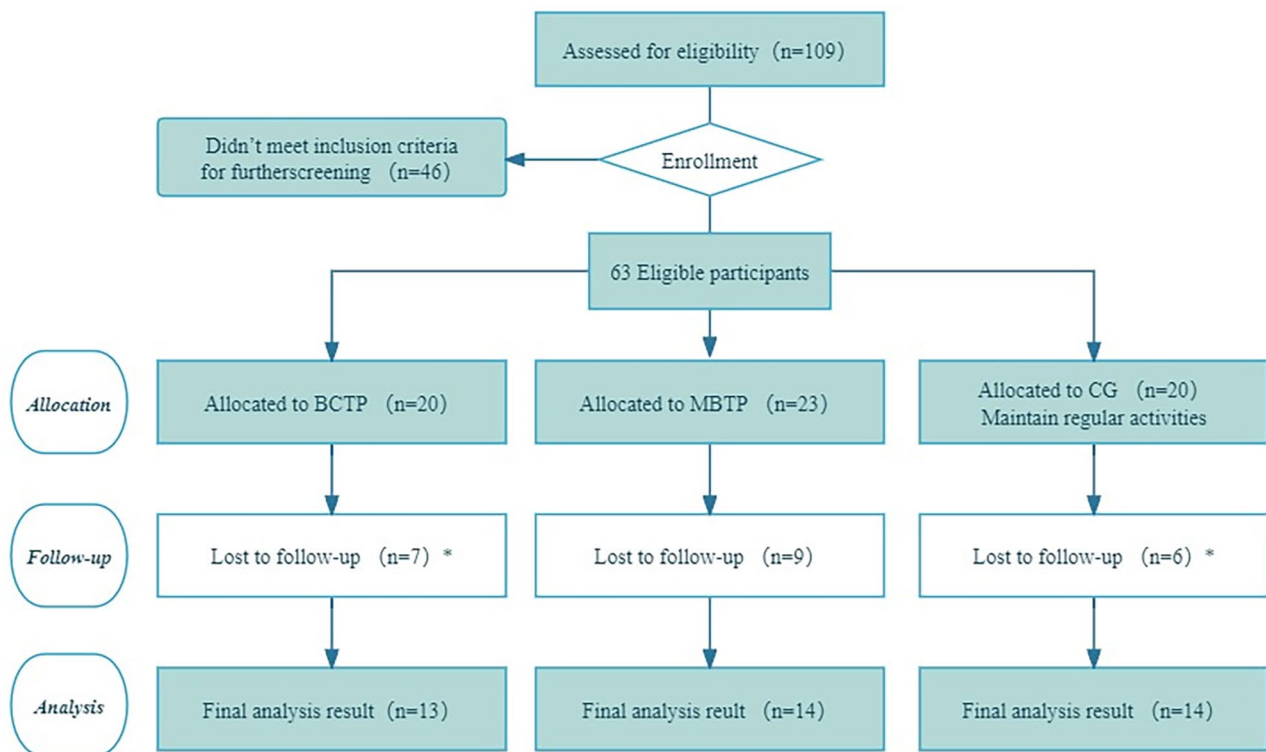 Assessed for eligibility（n=109）
Didn’t meet inclusion criteria
for furtherscreening （n=46）
Enrollment
63 Eligible participants
Allocation
Allocated to BCTP （n=20）
Allocated to MBTP （n=23）
Allocated to CG （n=20）
Maintain regular activities
Follow-up
Lost to follow-up （n=7） *
Lost to follow-up （n=9）
Lost to follow-up （n=6） *
Analysis
Final analysis result（n=13）
Final analysis reult（n=14）
Final analysis result（n=14）